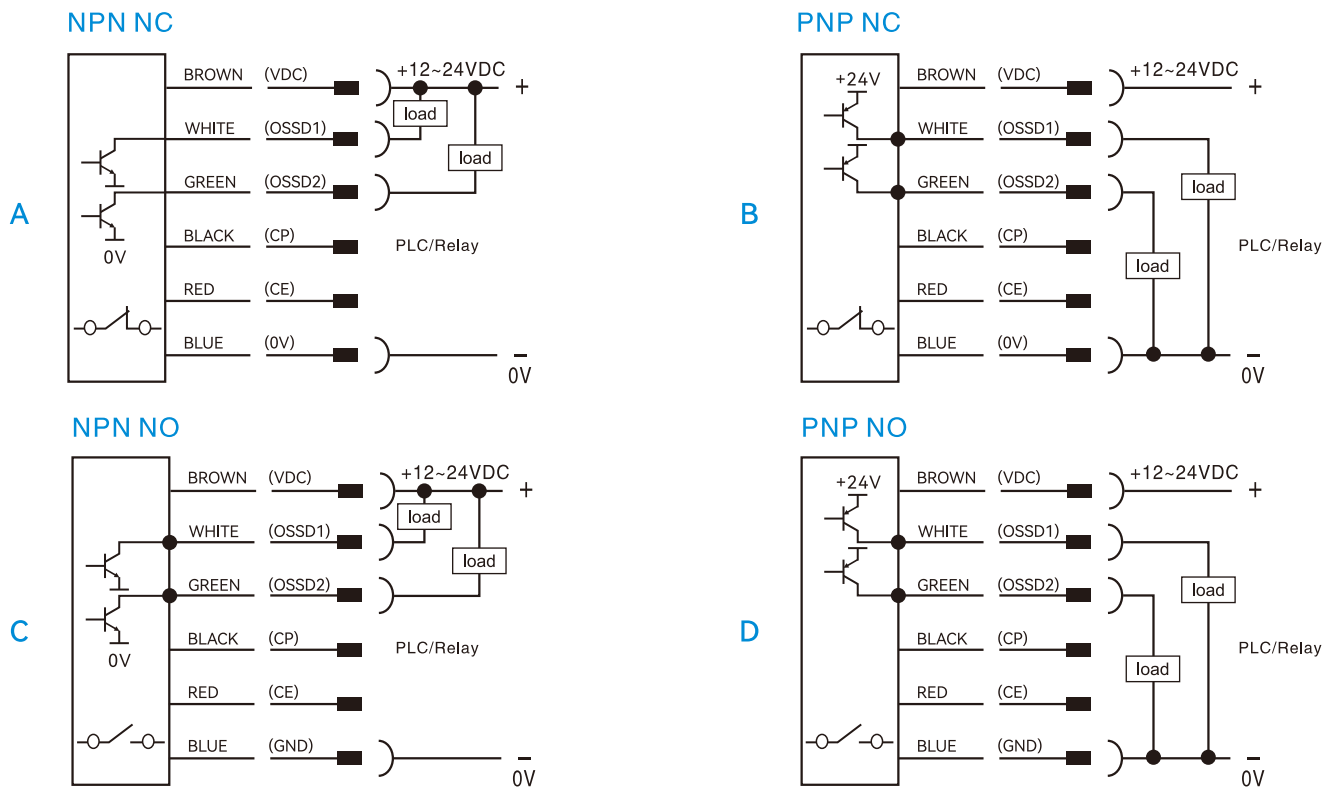 NPN NC
BROWN (VDC) +12~24VDC +
load
WHITE (OSSD1)
load
GREEN (OSSD2)
A
BLACK (CP) PLC/Relay
0V
RED (CE)
BLUE (0V) −
0V
PNP NC
+24V BROWN (VDC) +12~24VDC +
WHITE (OSSD1)
GREEN (OSSD2) load
B
BLACK (CP) PLC/Relay
load
RED (CE)
BLUE (0V) −
0V
NPN NO
BROWN (VDC) +12~24VDC +
load
WHITE (OSSD1)
load
GREEN (OSSD2)
C
BLACK (CP) PLC/Relay
0V
RED (CE)
BLUE (GND) −
0V
PNP NO
+24V BROWN (VDC) +12~24VDC +
WHITE (OSSD1)
GREEN (OSSD2) load
D
BLACK (CP) PLC/Relay
load
RED (CE)
BLUE (GND) −
0V